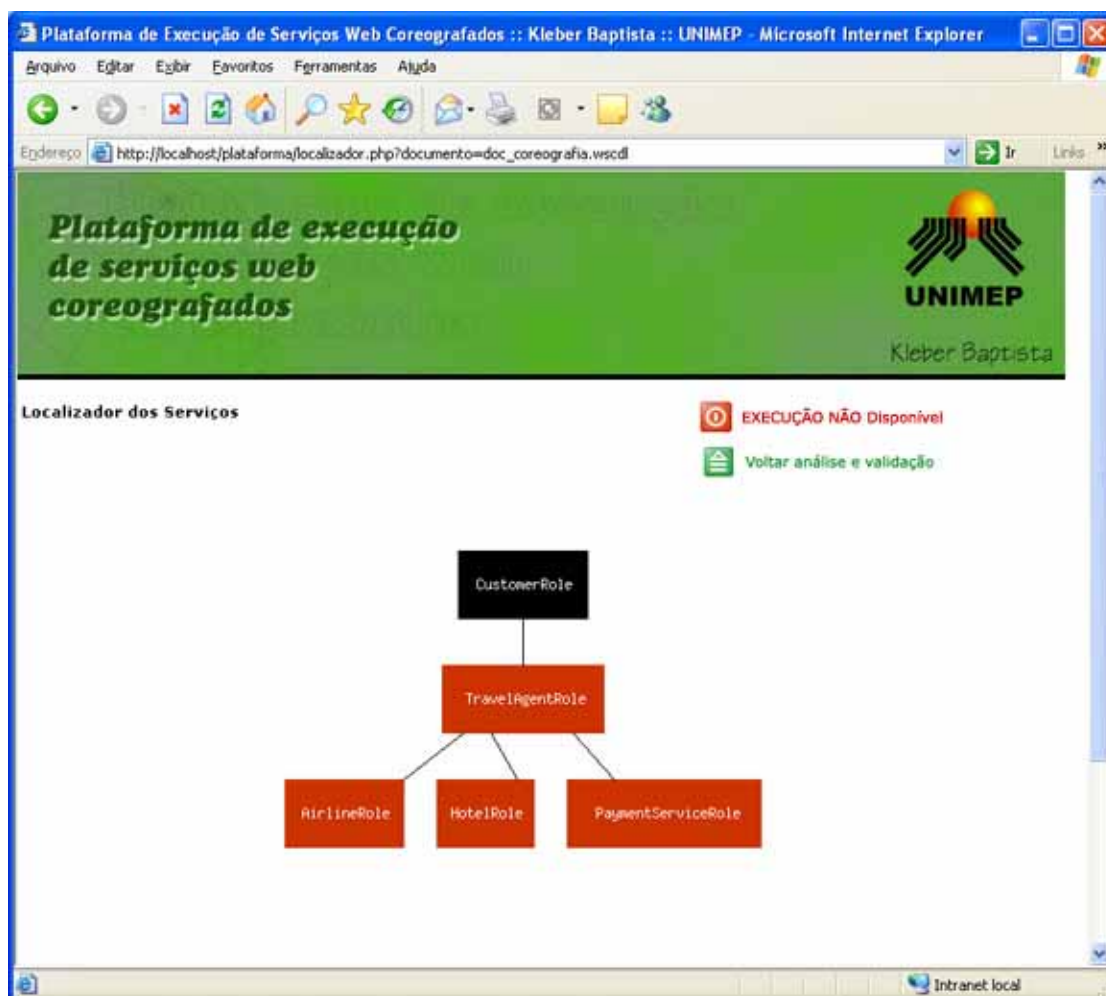 Plataforma de Execução de Serviços Web Coreografados :: Kleber Baptista :: UNIMEP - Microsoft Internet Explorer
Arquivo Editar Exibir Favoritos Ferramentas Ajuda
Endereço http://localhost/plataforma/localizador.php?documento=doc_coreografia.wscdl Ir Links »
Plataforma de execução
de serviços web
coreografados
UNIMEP
Kleber Baptista
Localizador dos Serviços
EXECUÇÃO NÃO Disponível
Voltar análise e validação
CustomerRole
TravelAgentRole
AirlineRole HotelRole PaymentServiceRole
Intranet local